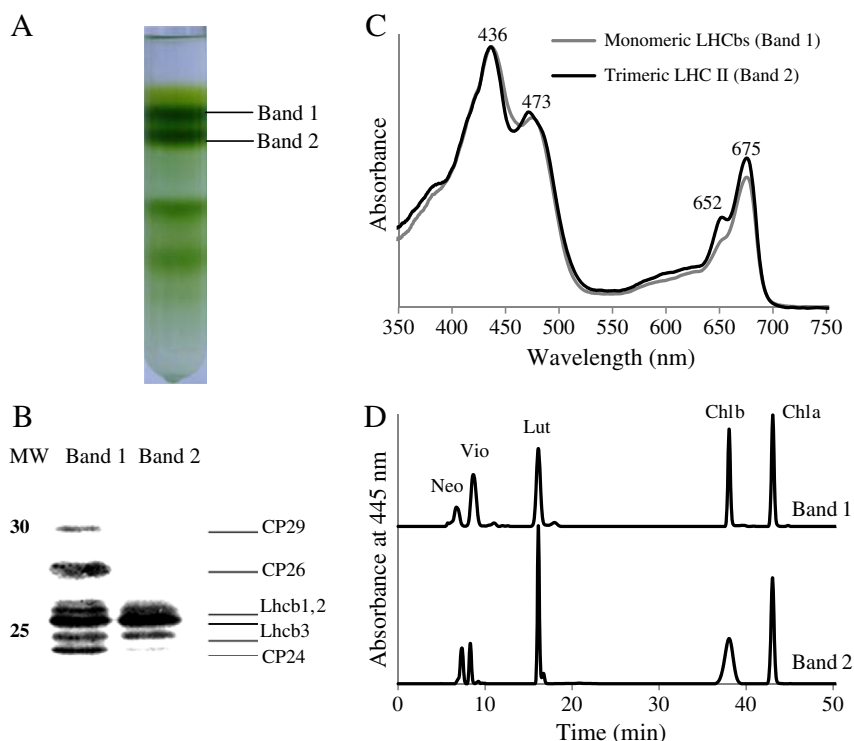 A
Band 1
Band 2
B
MW Band 1 Band 2
30
25
CP29
CP26
Lhcb1,2
Lhcb3
CP24
C
Monomeric LHCbs (Band 1)
Trimeric LHC II (Band 2)
436
473
652
675
Absorbance
350 400 450 500 550 600 650 700 750
Wavelength (nm)
D
Neo
Vio
Lut
Chlb
Chla
Band 1
Band 2
Absorbance at 445 nm
0 10 20 30 40 50
Time (min)